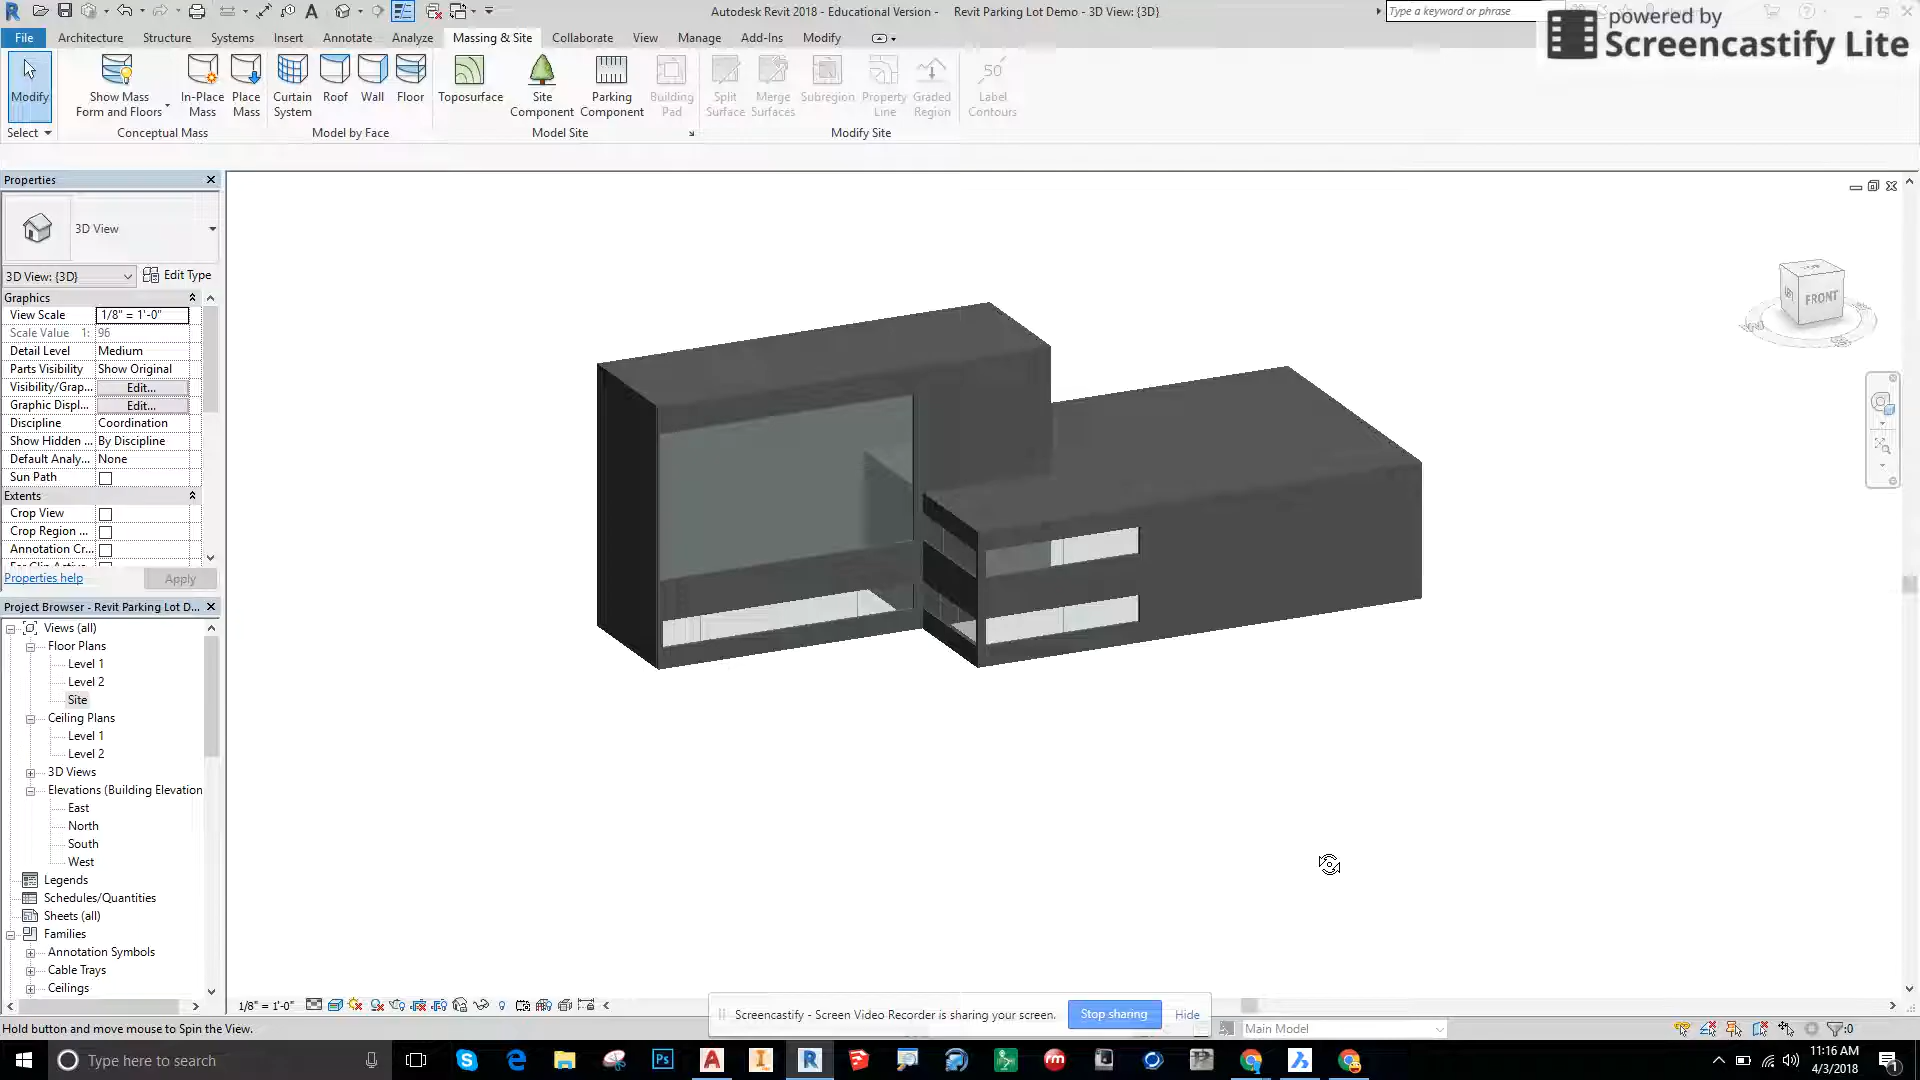 Autodesk Revit 2018 - Educational Version - Revit Parking Lot Demo - 3D View: {3D}
Type a keyword or phrase
powered by
Screencastify Lite
File Architecture Structure Systems Insert Annotate Analyze Massing & Site Collaborate View Manage Add-Ins Modify
Modify
Show Mass
Form and Floors
In-Place
Mass
Place
Mass
Curtain
System
Roof
Wall
Floor
Toposurface
Site
Component
Parking
Component
Building
Pad
Split
Surface
Merge
Surfaces
Subregion
Property
Line
Graded
Region
50
Label
Contours
Select
Conceptual Mass
Model by Face
Model Site
Modify Site
Properties
3D View
3D View: {3D}
Edit Type
Graphics
View Scale 1/8" = 1'-0"
Scale Value 1: 96
Detail Level Medium
Parts Visibility Show Original
Visibility/Grap... Edit...
Graphic Displ... Edit...
Discipline Coordination
Show Hidden ... By Discipline
Default Analy... None
Sun Path
Extents
Crop View
Crop Region ...
Annotation Cr...
Properties help
Apply
FRONT
Project Browser - Revit Parking Lot D...
Views (all)
Floor Plans
Level 1
Level 2
Site
Ceiling Plans
Level 1
Level 2
3D Views
Elevations (Building Elevation
East
North
South
West
Legends
Schedules/Quantities
Sheets (all)
Families
Annotation Symbols
Cable Trays
Ceilings
1/8" = 1'-0"
Screencastify - Screen Video Recorder is sharing your screen.
Stop sharing
Hide
Hold button and move mouse to Spin the View.
Main Model
:0
Type here to search
11:16 AM
4/3/2018